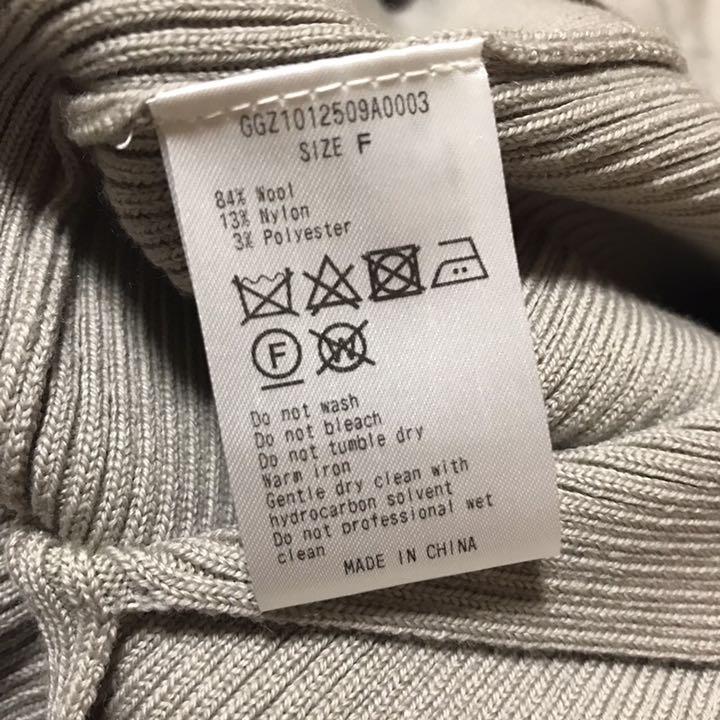 GGZ1012509A0003
SIZE F
84% Wool
13% Nylon
3% Polyester
F W
Do not wash
Do not bleach
Do not tumble dry
Warm iron
Gentle dry clean with
hydrocarbon solvent
Do not professional wet
clean
MADE IN CHINA